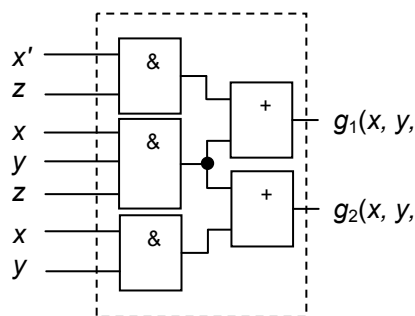 x′
&
z
+
x
&
g₁(x, y,
y
z
+
g₂(x, y,
x
&
y